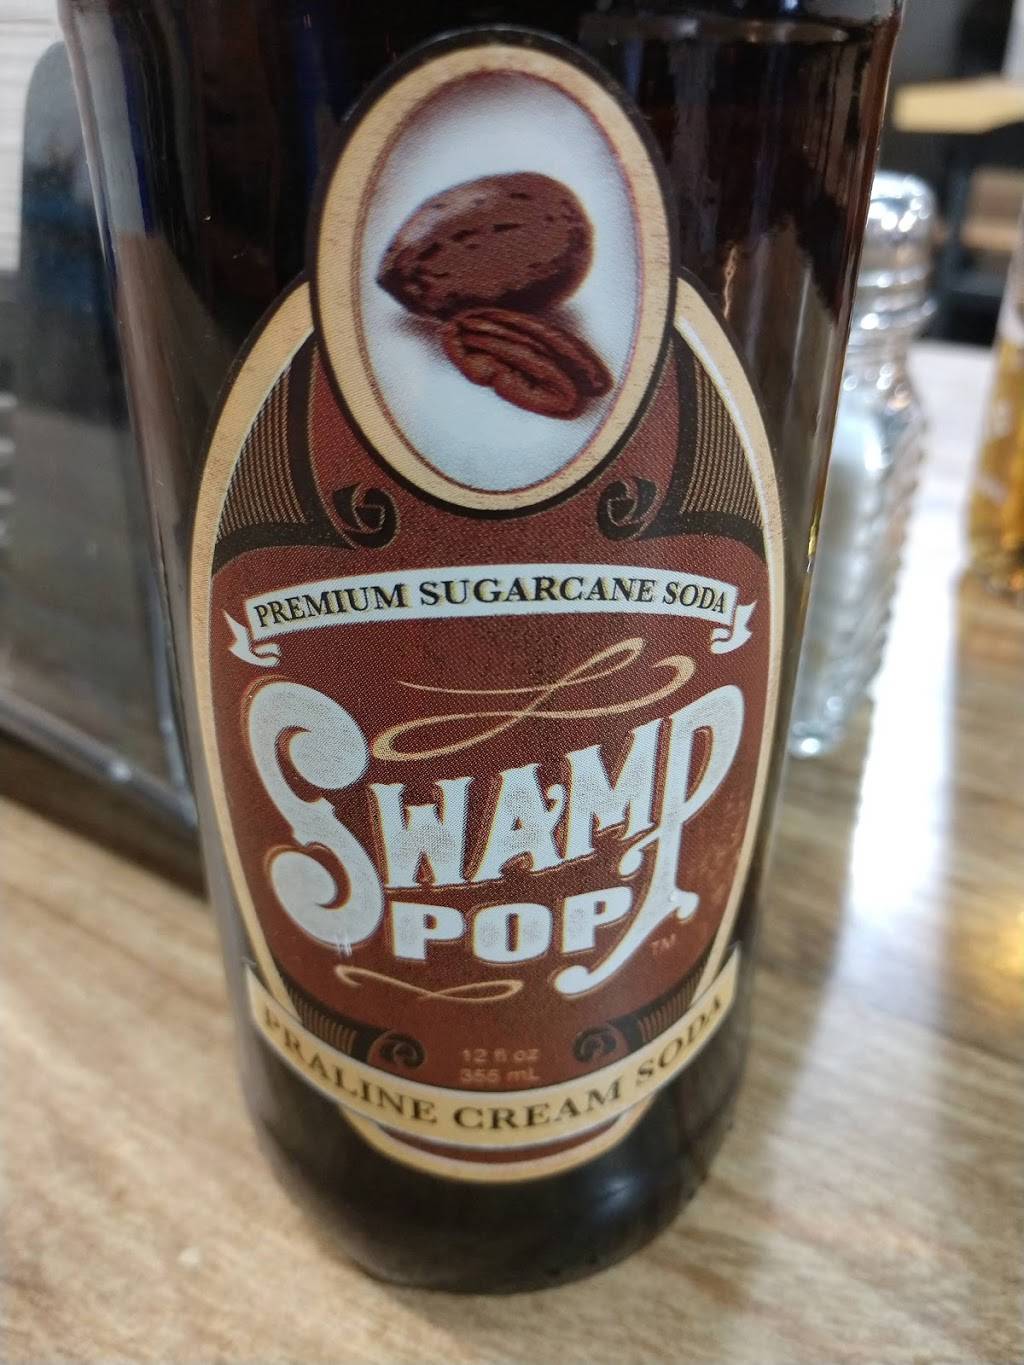 PREMIUM SUGARCANE SODA
SWAMP
POP
TM
12 fl oz
355 mL
PRALINE CREAM SODA